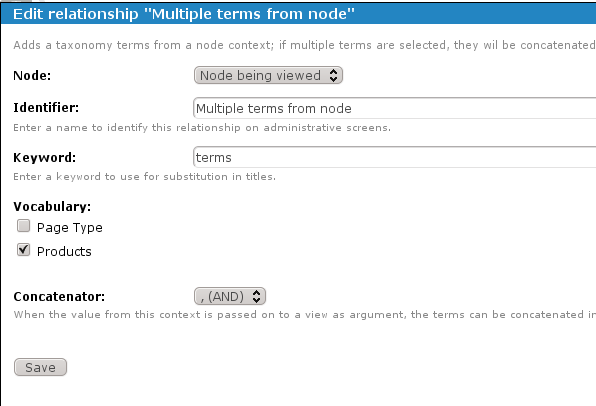 Edit relationship "Multiple terms from node"
Adds a taxonomy terms from a node context; if multiple terms are selected, they wil be concatenated
Node: Node being viewed
Identifier: Multiple terms from node
Enter a name to identify this relationship on administrative screens.
Keyword: terms
Enter a keyword to use for substitution in titles.
Vocabulary:
Page Type
Products
Concatenator: , (AND)
When the value from this context is passed on to a view as argument, the terms can be concatenated in
Save